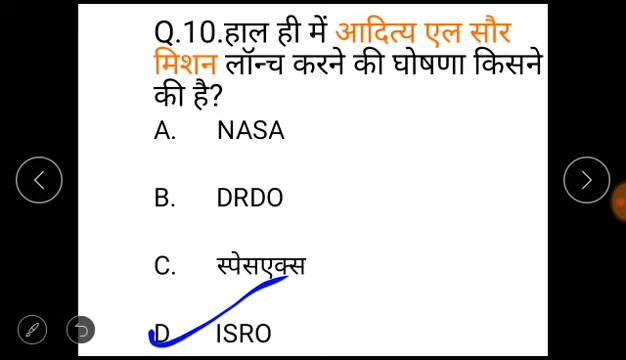 Q.10.हाल ही में आदित्य एल सौर
मिशन लॉन्च करने की घोषणा किसने
की है?
A. NASA
B. DRDO
C. स्पेसएक्स
D ISRO